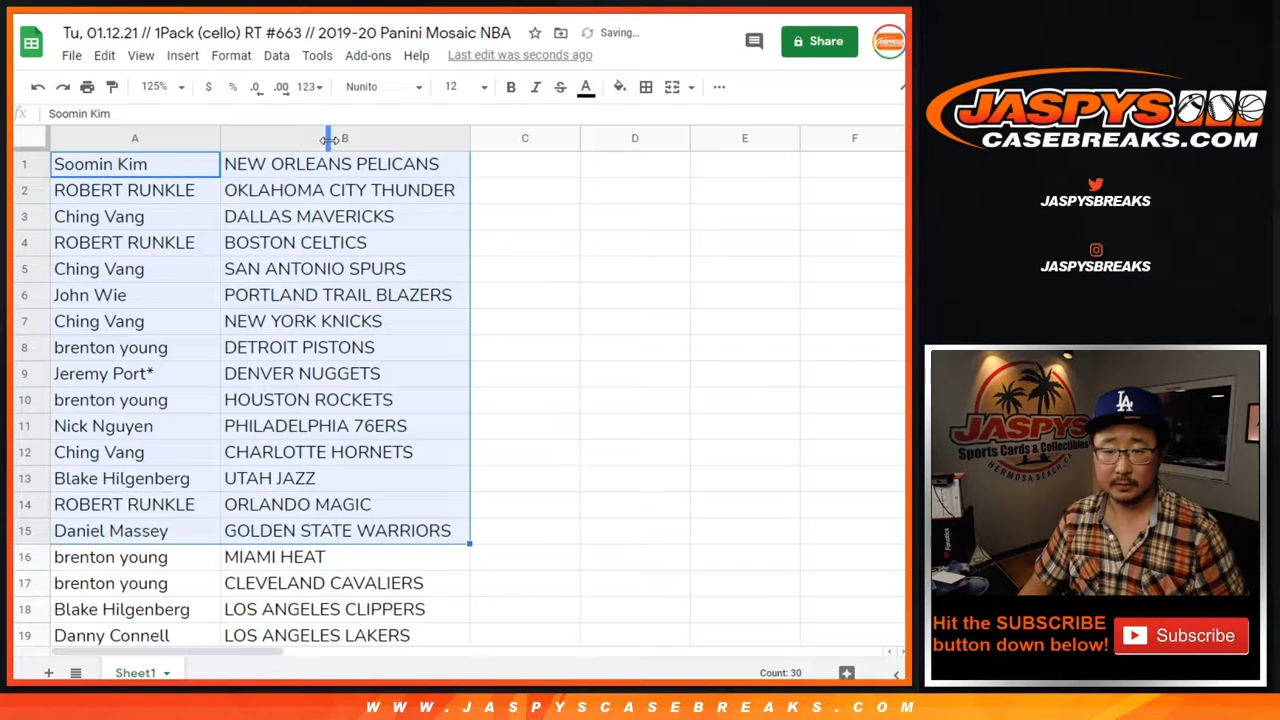 Tu, 01.12.21 // 1Pack (cello) RT #663 // 2019-20 Panini Mosaic NBA
Saving...
File Edit View Insert Format Data Tools Add-ons Help Last edit was seconds ago
Share
125% $ % .0 .00 123 Nunito 12 B I S A
fx Soomin Kim
A B C D E F
1 Soomin Kim NEW ORLEANS PELICANS
2 ROBERT RUNKLE OKLAHOMA CITY THUNDER
3 Ching Vang DALLAS MAVERICKS
4 ROBERT RUNKLE BOSTON CELTICS
5 Ching Vang SAN ANTONIO SPURS
6 John Wie PORTLAND TRAIL BLAZERS
7 Ching Vang NEW YORK KNICKS
8 brenton young DETROIT PISTONS
9 Jeremy Port* DENVER NUGGETS
10 brenton young HOUSTON ROCKETS
11 Nick Nguyen PHILADELPHIA 76ERS
12 Ching Vang CHARLOTTE HORNETS
13 Blake Hilgenberg UTAH JAZZ
14 ROBERT RUNKLE ORLANDO MAGIC
15 Daniel Massey GOLDEN STATE WARRIORS
16 brenton young MIAMI HEAT
17 brenton young CLEVELAND CAVALIERS
18 Blake Hilgenberg LOS ANGELES CLIPPERS
19 Danny Connell LOS ANGELES LAKERS
Sheet1
Count: 30
JASPYS
CASEBREAKS.COM
JASPYSBREAKS
JASPYSBREAKS
JASPYS
Sports Cards & Collectibles
HERMOSA BEACH, CA
LA
Hit the SUBSCRIBE
button down below!
Subscribe
WWW.JASPYSCASEBREAKS.COM